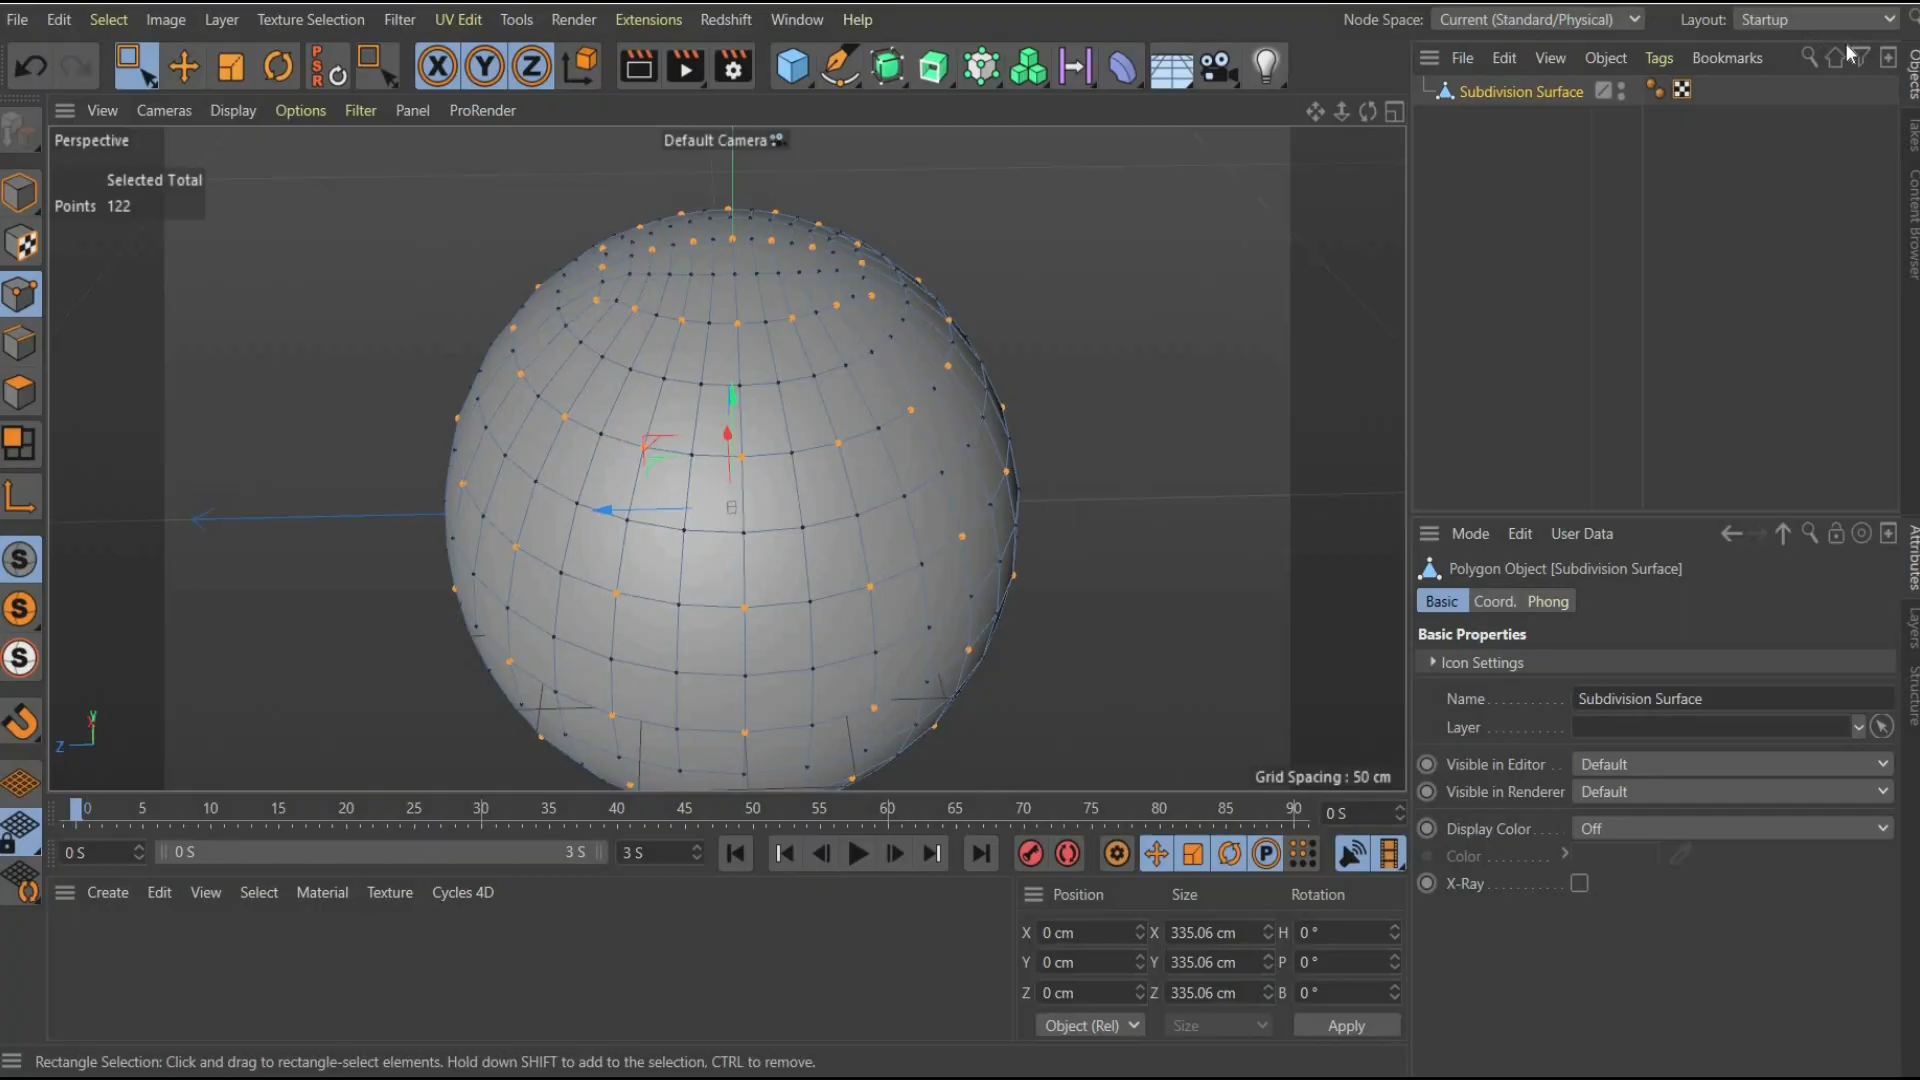 File Edit Select Image Layer Texture Selection Filter UV Edit Tools Render Extensions Redshift Window Help Node Space: Current (Standard/Physical) Layout: Startup
P S R X Y Z
File Edit View Object Tags Bookmarks
Subdivision Surface
View Cameras Display Options Filter Panel ProRender
Perspective Default Camera
Selected Total
Points 122
Objects
Takes
Content Browser
Mode Edit User Data
Polygon Object [Subdivision Surface]
Basic Coord. Phong
Basic Properties
Icon Settings
Name Subdivision Surface
Layer
Visible in Editor Default
Visible in Renderer Default
Display Color Off
Color
X-Ray
Attributes
Layers
Structure
S
S
S
Y
X
Z
Grid Spacing : 50 cm
0 5 10 15 20 25 30 35 40 45 50 55 60 65 70 75 80 85 90 0 S
0 S 0 S 3 S 3 S P
Create Edit View Select Material Texture Cycles 4D
Position Size Rotation
X 0 cm X 335.06 cm H 0 °
Y 0 cm Y 335.06 cm P 0 °
Z 0 cm Z 335.06 cm B 0 °
Object (Rel) Size Apply
Rectangle Selection: Click and drag to rectangle-select elements. Hold down SHIFT to add to the selection, CTRL to remove.